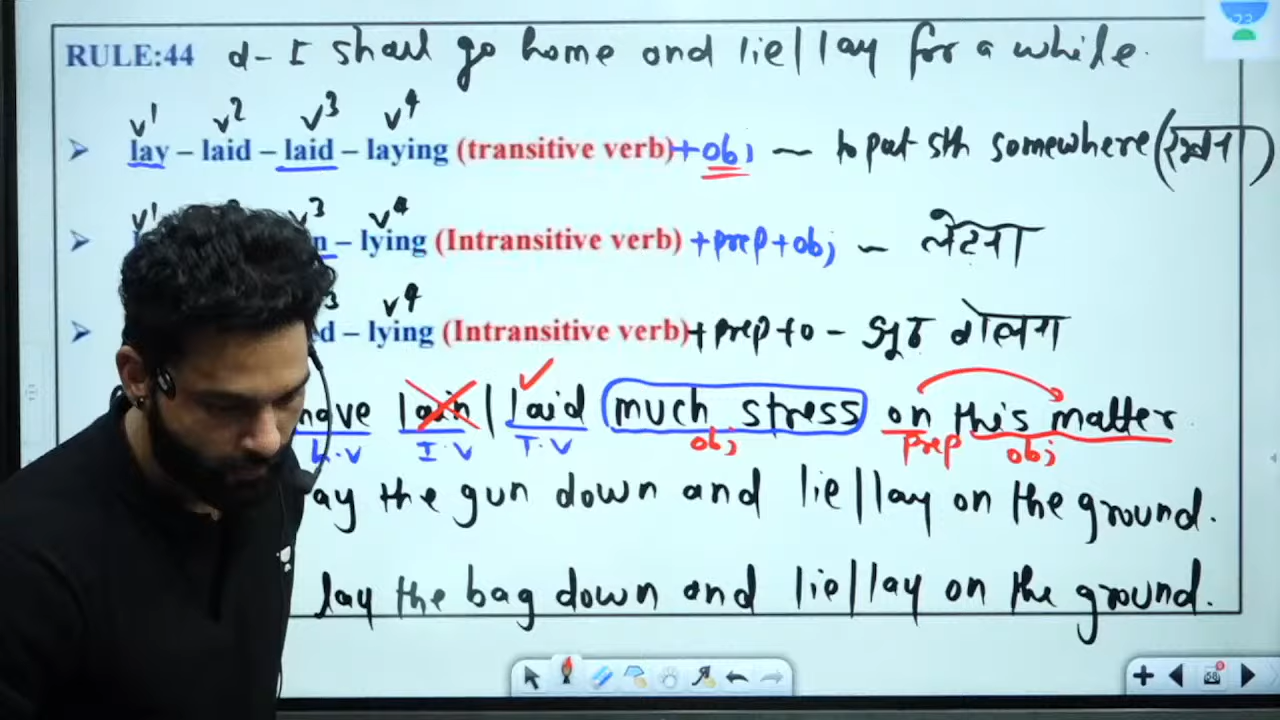 RULE:44 d- I shall go home and lie/lay for a while.
v1 v2 v3 v4
➢ lay – laid – laid – laying (transitive verb) + obj ~ to put sth somewhere (रखना)
v1 v3 v4
➢ n – lying (Intransitive verb) + prep + obj – लेटना
3 v4
➢ d – lying (Intransitive verb) + prep + o – झूठ बोलना
have lain / laid much stress on this matter.
h.v I.V T.V obj prep obj
ay the gun down and lie/lay on the ground.
lay the bag down and lie/lay on the ground.